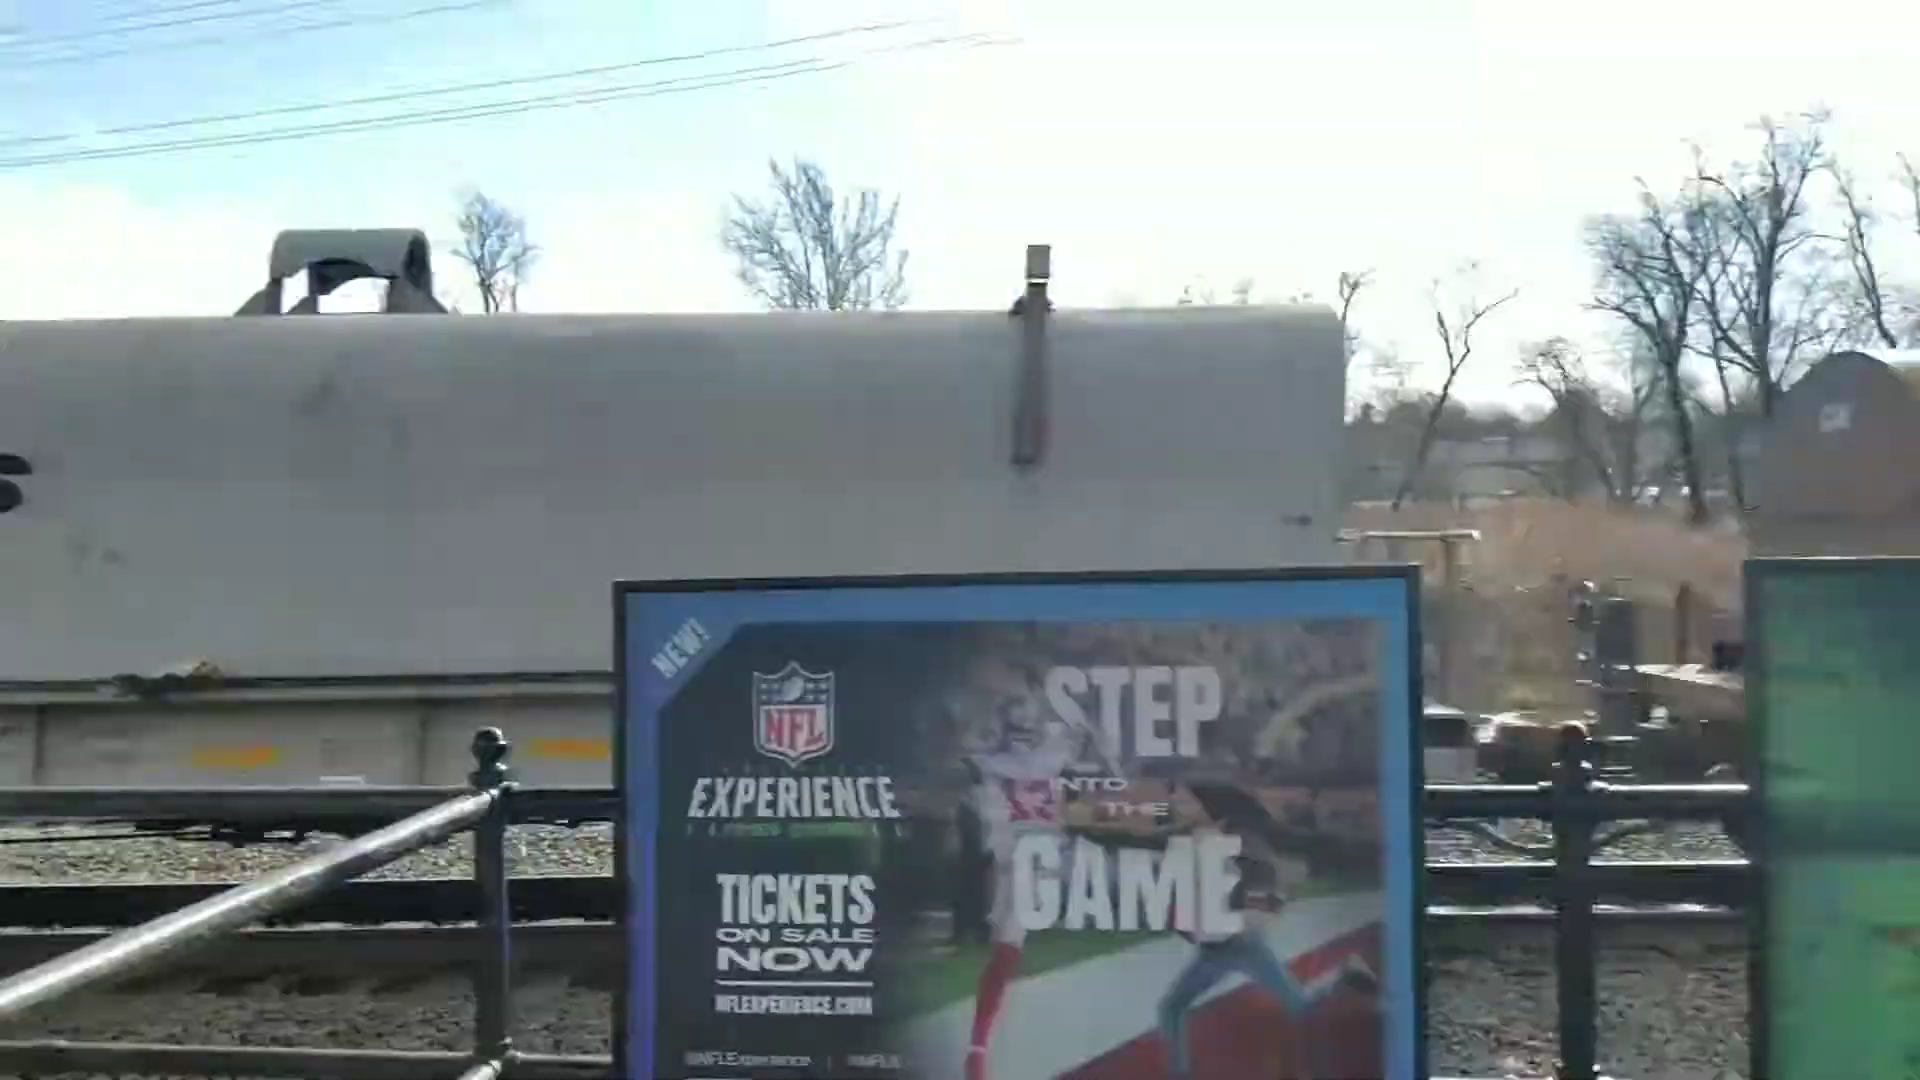 NEW!
NFL
EXPERIENCE
TICKETS
ON SALE
NOW
NFLEXPERIENCE.COM
STEP
INTO
THE
GAME